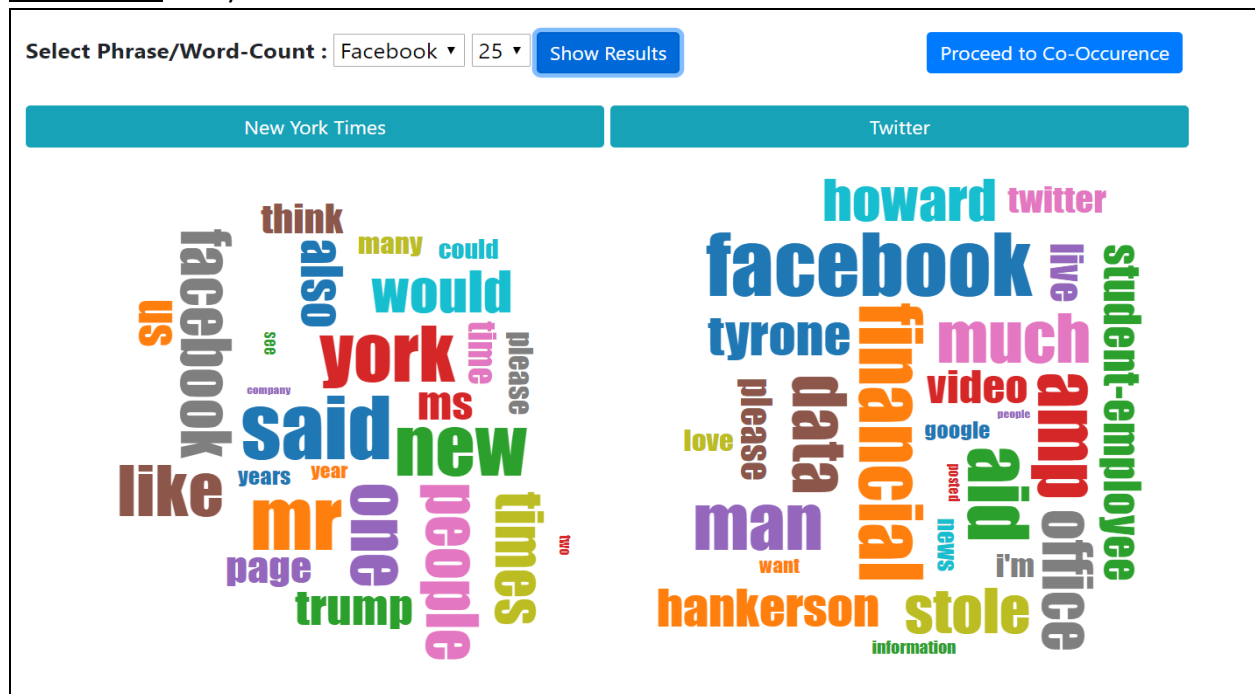 Select Phrase/Word-Count : Facebook 25 Show Results Proceed to Co-Occurence
New York Times Twitter
think
many
could
facebook
also
would
us
see
york
time
please
company
ms
said
new
like
years
year
mr
one
people
times
two
page
trump
howard
twitter
facebook
live
student-employee
tyrone
financial
much
video
amp
please
data
people
google
love
aid
posted
man
news
office
i'm
want
hankerson
stole
information